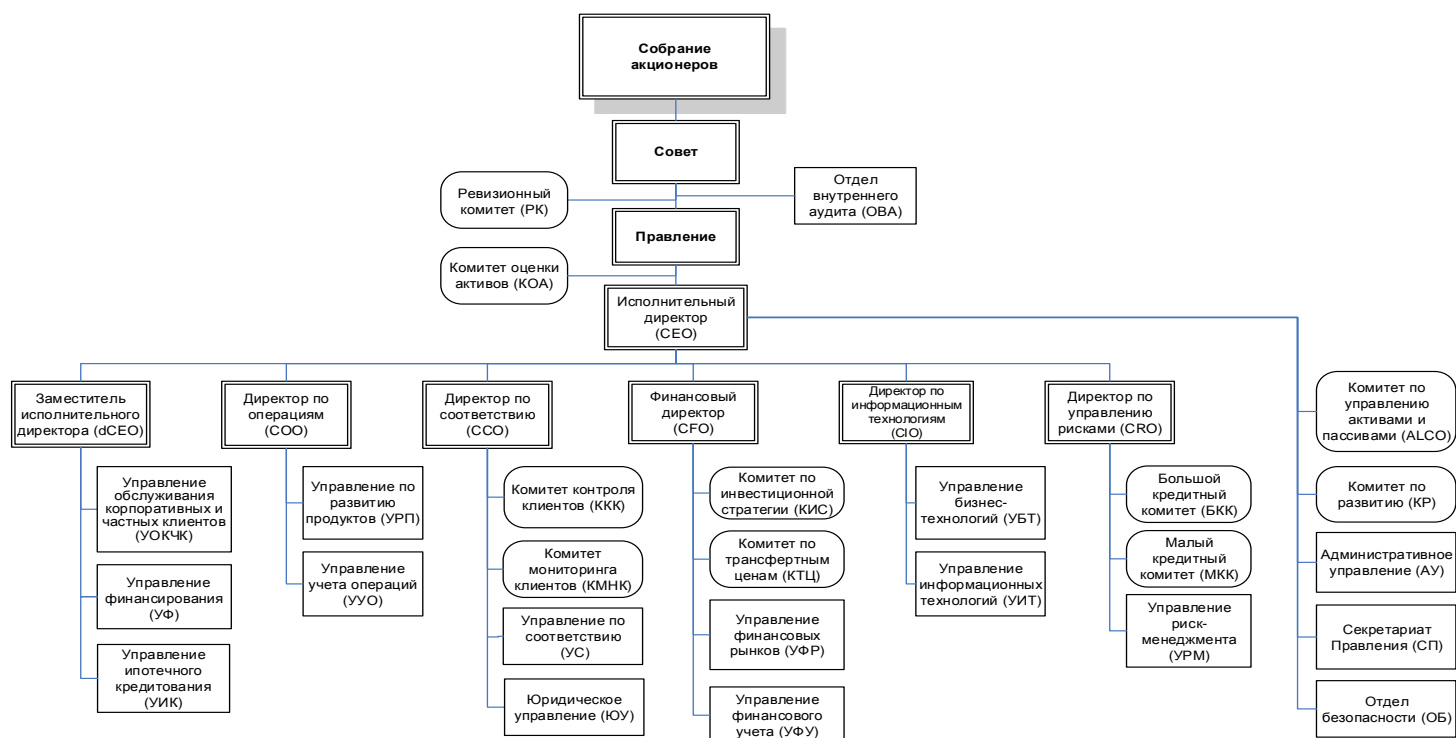 Собрание
акционеров
Совет
Ревизионный
комитет (РК)
Отдел
внутреннего
аудита (ОВА)
Правление
Комитет оценки
активов (КОА)
Исполнительный
директор
(CEO)
Заместитель
исполнительного
директора (dCEO)
Директор по
операциям
(COO)
Директор по
соответствию
(CCO)
Финансовый
директор
(CFO)
Директор по
информационным
технологиям
(CIO)
Директор по
управлению
рисками (CRO)
Комитет по
управлению
активами и
пассивами (ALCO)
Управление
обслуживания
корпоративных и
частных клиентов
(УОКЧК)
Управление
финансирования
(УФ)
Управление
ипотечного
кредитования
(УИК)
Управление по
развитию
продуктов (УРП)
Управление
учета операций
(УУО)
Комитет контроля
клиентов (ККК)
Комитет
мониторинга
клиентов (КМНК)
Управление по
соответствию
(УС)
Юридическое
управление (ЮУ)
Комитет по
инвестиционной
стратегии (КИС)
Комитет по
трансфертным
ценам (КТЦ)
Управление
финансовых
рынков (УФР)
Управление
финансового
учета (УФУ)
Управление
бизнес-
технологий (УБТ)
Управление
информационных
технологий (УИТ)
Большой
кредитный
комитет (БКК)
Малый
кредитный
комитет (МКК)
Управление
риск-
менеджмента
(УРМ)
Комитет по
развитию (КР)
Административное
управление (АУ)
Секретариат
Правления (СП)
Отдел
безопасности (ОБ)